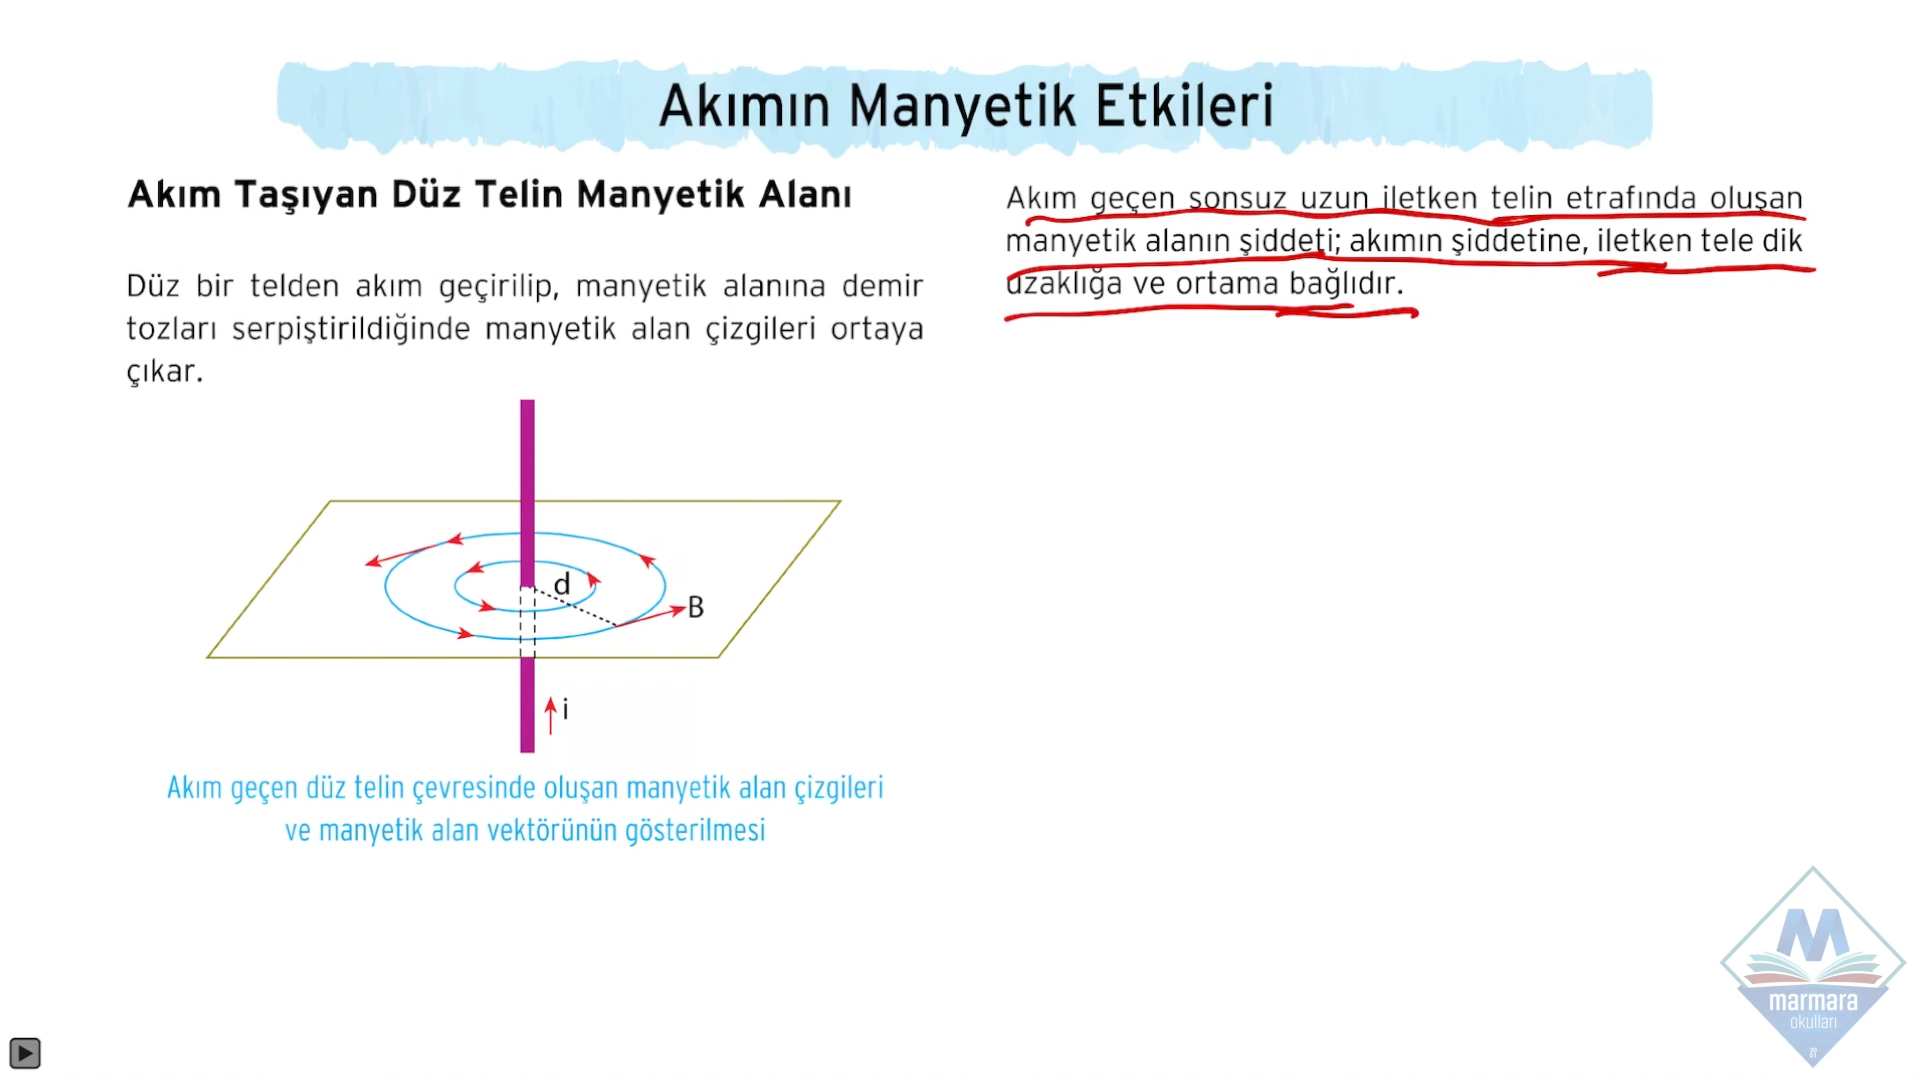 Akımın Manyetik Etkileri
Akım Taşıyan Düz Telin Manyetik Alanı
Düz bir telden akım geçirilip, manyetik alanına demir
tozları serpiştirildiğinde manyetik alan çizgileri ortaya
çıkar.
d
B
i
Akım geçen düz telin çevresinde oluşan manyetik alan çizgileri
ve manyetik alan vektörünün gösterilmesi
Akım geçen sonsuz uzun iletken telin etrafında oluşan
manyetik alanın şiddeti; akımın şiddetine, iletken tele dik
uzaklığa ve ortama bağlıdır.
M
marmara
okulları